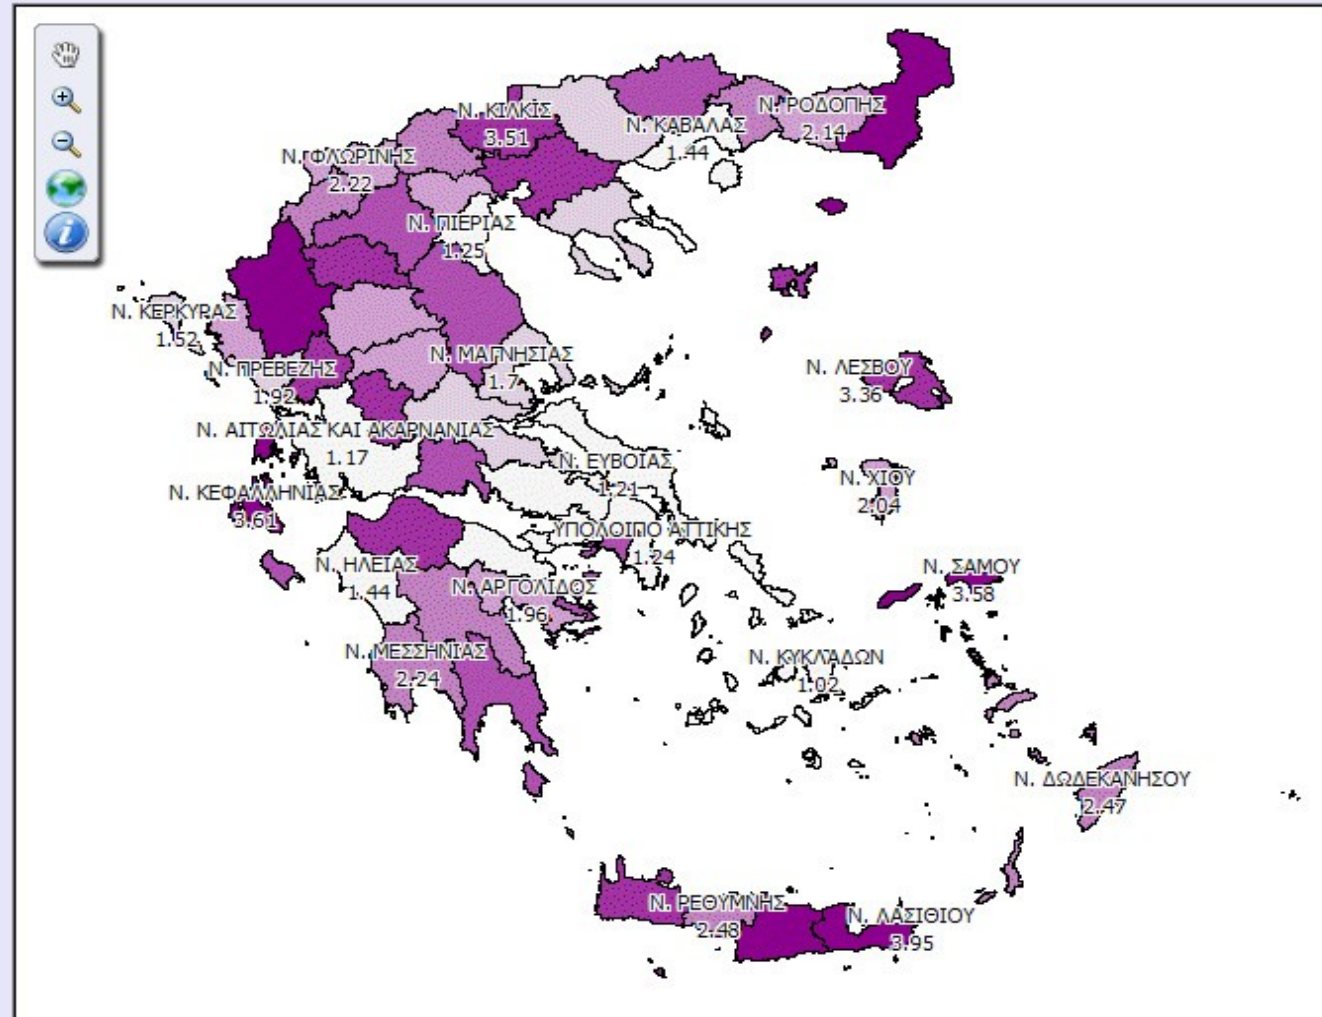 Ν. ΡΟΔΟΠΗΣ
2.14
Ν. ΚΙΛΚΙΣ
3.51
Ν. ΚΑΒΑΛΑΣ
1.44
Ν. ΦΛΩΡΙΝΗΣ
2.22
Ν. ΠΙΕΡΙΑΣ
1.25
Ν. ΚΕΡΚΥΡΑΣ
1.52
Ν. ΜΑΓΝΗΣΙΑΣ
1.7
Ν. ΠΡΕΒΕΖΗΣ
1.92
Ν. ΛΕΣΒΟΥ
3.36
Ν. ΑΙΤΩΛΙΑΣ ΚΑΙ ΑΚΑΡΝΑΝΙΑΣ
1.17
Ν. ΕΥΒΟΙΑΣ
1.21
Ν. ΧΙΟΥ
2.04
Ν. ΚΕΦΑΛΛΗΝΙΑΣ
3.61
ΥΠΟΛΟΙΠΟ ΑΤΤΙΚΗΣ
1.24
Ν. ΗΛΕΙΑΣ
1.44
Ν. ΣΑΜΟΥ
3.58
Ν. ΑΡΓΟΛΙΔΟΣ
1.96
Ν. ΜΕΣΣΗΝΙΑΣ
2.24
Ν. ΚΥΚΛΑΔΩΝ
1.02
Ν. ΔΩΔΕΚΑΝΗΣΟΥ
2.47
Ν. ΡΕΘΥΜΝΗΣ
2.48
Ν. ΛΑΣΙΘΙΟΥ
3.95